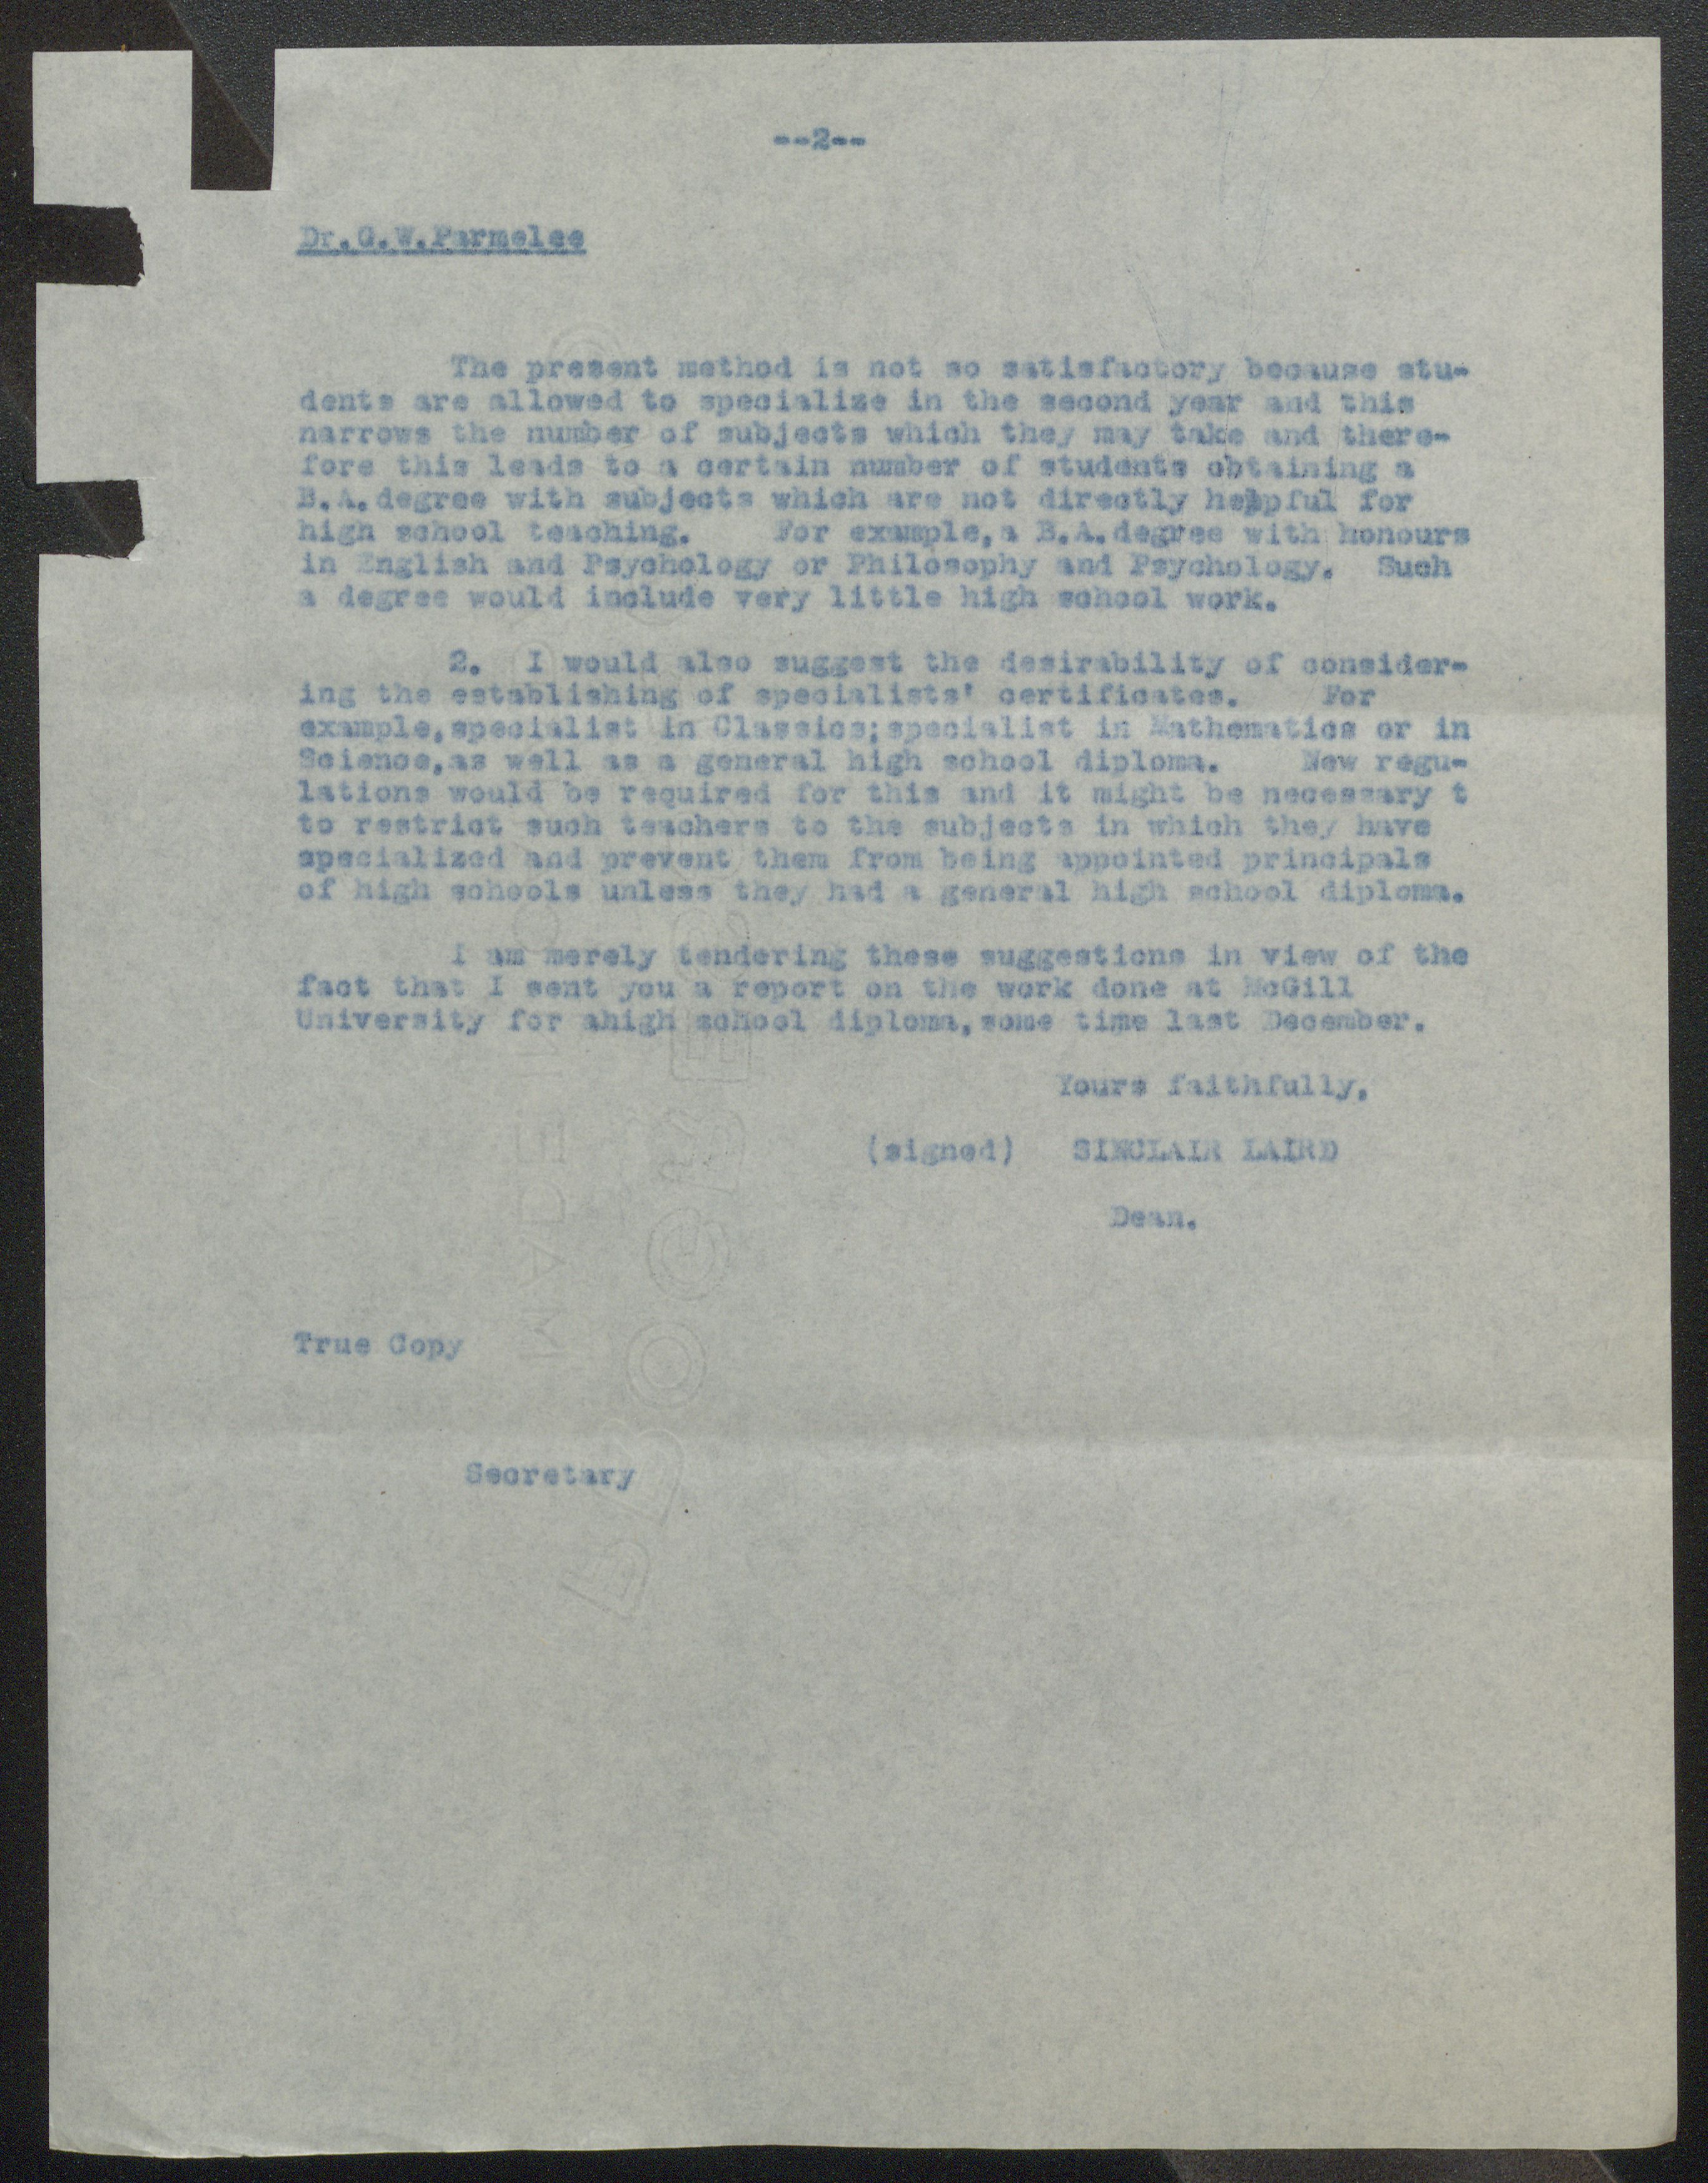 --2--
Dr.G.W.Parmelee
The present method is not so satisfactory because stu-
dents are allowed to specialize in the second year and this
narrows the number of subjects which they may take and there-
fore this leads to a certain number of students obtaining a
B.A.degree with subjects which are not directly helpful for
high school teaching. For example,a B.A.degree with honours
in English and Psychology or Philosophy and Psychology. Such
a degree would include very little high school work.
2. I would also suggest the desirability of consider-
ing the establishing of specialists' certificates. For
example,specialist in Classics;specialist in Mathematics or in
Science,as well as a general high school diploma. New regu-
lations would be required for this and it might be necessary t
to restrict such teachers to the subjects in which they have
specialized and prevent them from being appointed principals
of high schools unless they had a general high school diploma.
I am merely tendering these suggestions in view of the
fact that I sent you a report on the work done at McGill
University for ahigh school diploma,some time last December.
Yours faithfully,
(signed) SINCLAIR LAIRD
Dean.
True Copy
Secretary
MADE IN